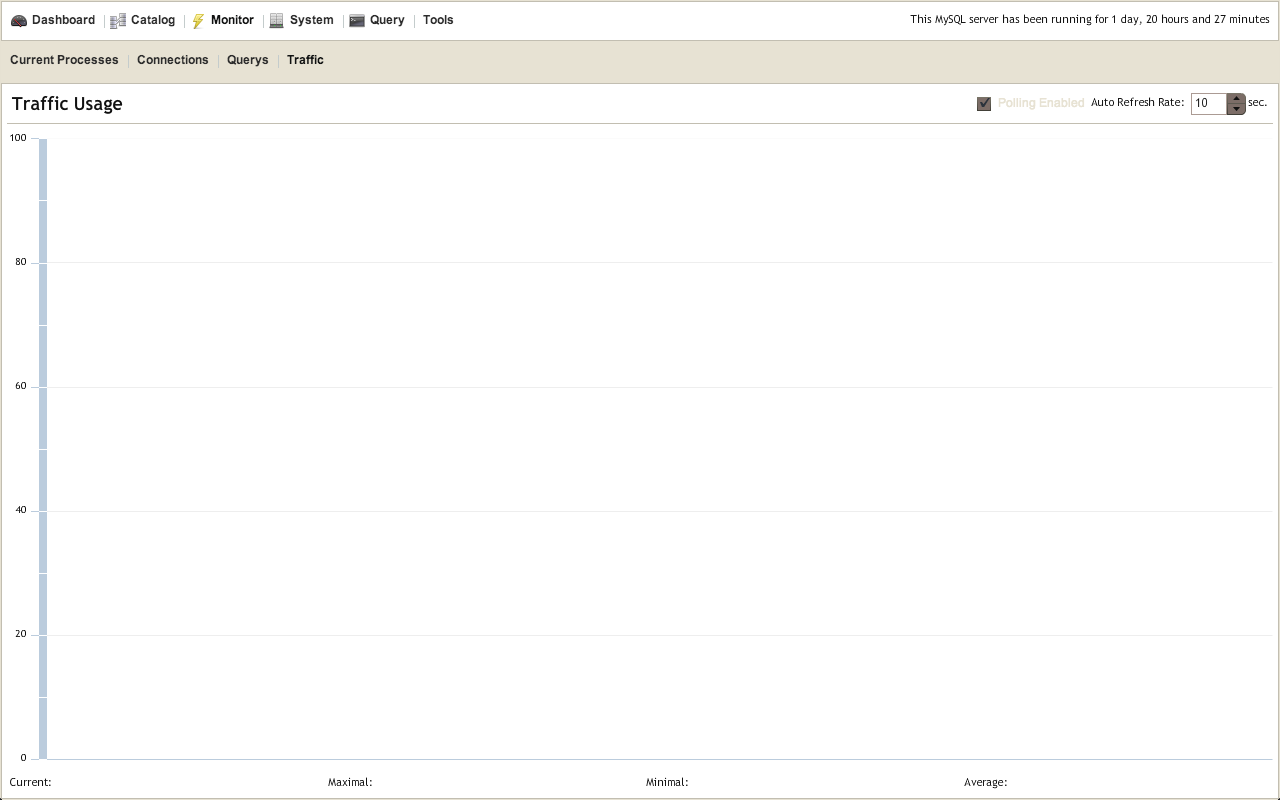 Dashboard Catalog Monitor System Query Tools This MySQL server has been running for 1 day, 20 hours and 27 minutes
Current Processes Connections Querys Traffic
Traffic Usage Polling Enabled Auto Refresh Rate: 10 sec.
100
80
60
40
20
0
Current: Maximal: Minimal: Average: